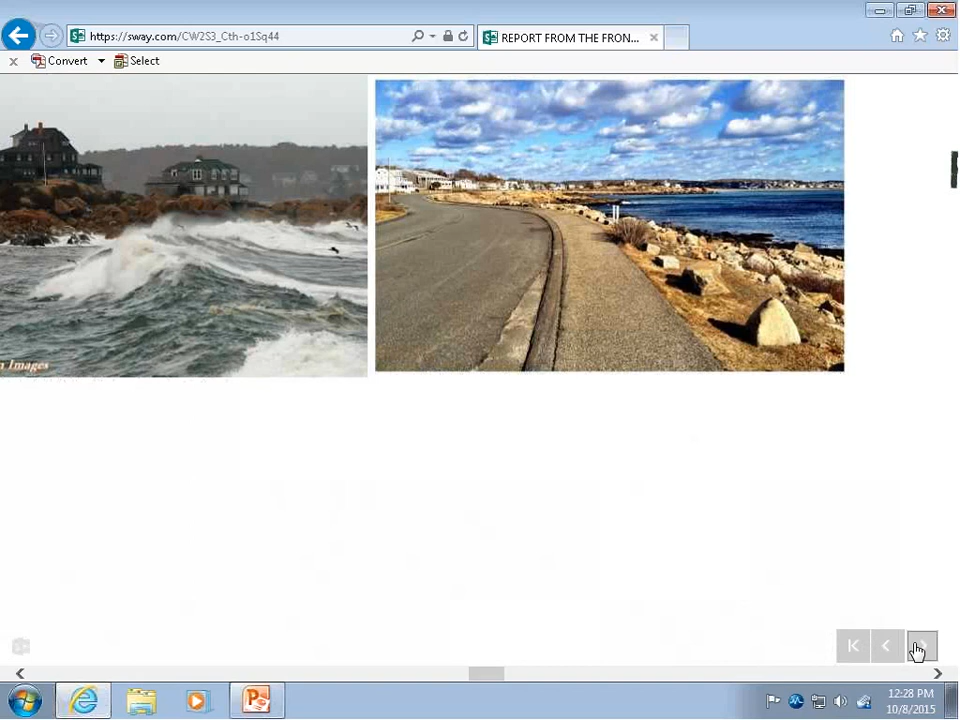 https://sway.com/CW2S3_Cth-o1Sq44
REPORT FROM THE FRON...
Convert
Select
n Images
12:28 PM
10/8/2015